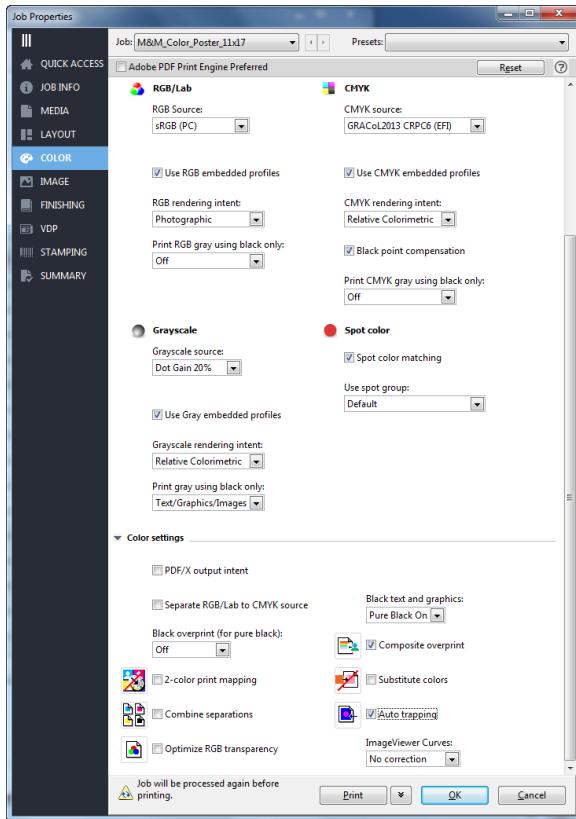 Job Properties
Job: M&M_Color_Poster_11x17
Presets:
Adobe PDF Print Engine Preferred
Reset
?
QUICK ACCESS
JOB INFO
MEDIA
LAYOUT
COLOR
IMAGE
FINISHING
VDP
STAMPING
SUMMARY
RGB/Lab
RGB Source:
sRGB (PC)
Use RGB embedded profiles
RGB rendering intent:
Photographic
Print RGB gray using black only:
Off
CMYK
CMYK source:
GRACoL2013 CRPC6 (EFI)
Use CMYK embedded profiles
CMYK rendering intent:
Relative Colorimetric
Black point compensation
Print CMYK gray using black only:
Off
Grayscale
Grayscale source:
Dot Gain 20%
Use Gray embedded profiles
Grayscale rendering intent:
Relative Colorimetric
Print gray using black only:
Text/Graphics/Images
Spot color
Spot color matching
Use spot group:
Default
Color settings
PDF/X output intent
Separate RGB/Lab to CMYK source
Black overprint (for pure black):
Off
2-color print mapping
Combine separations
Optimize RGB transparency
Black text and graphics:
Pure Black On
Composite overprint
Substitute colors
Auto trapping
ImageViewer Curves:
No correction
Job will be processed again before
printing.
Print
OK
Cancel